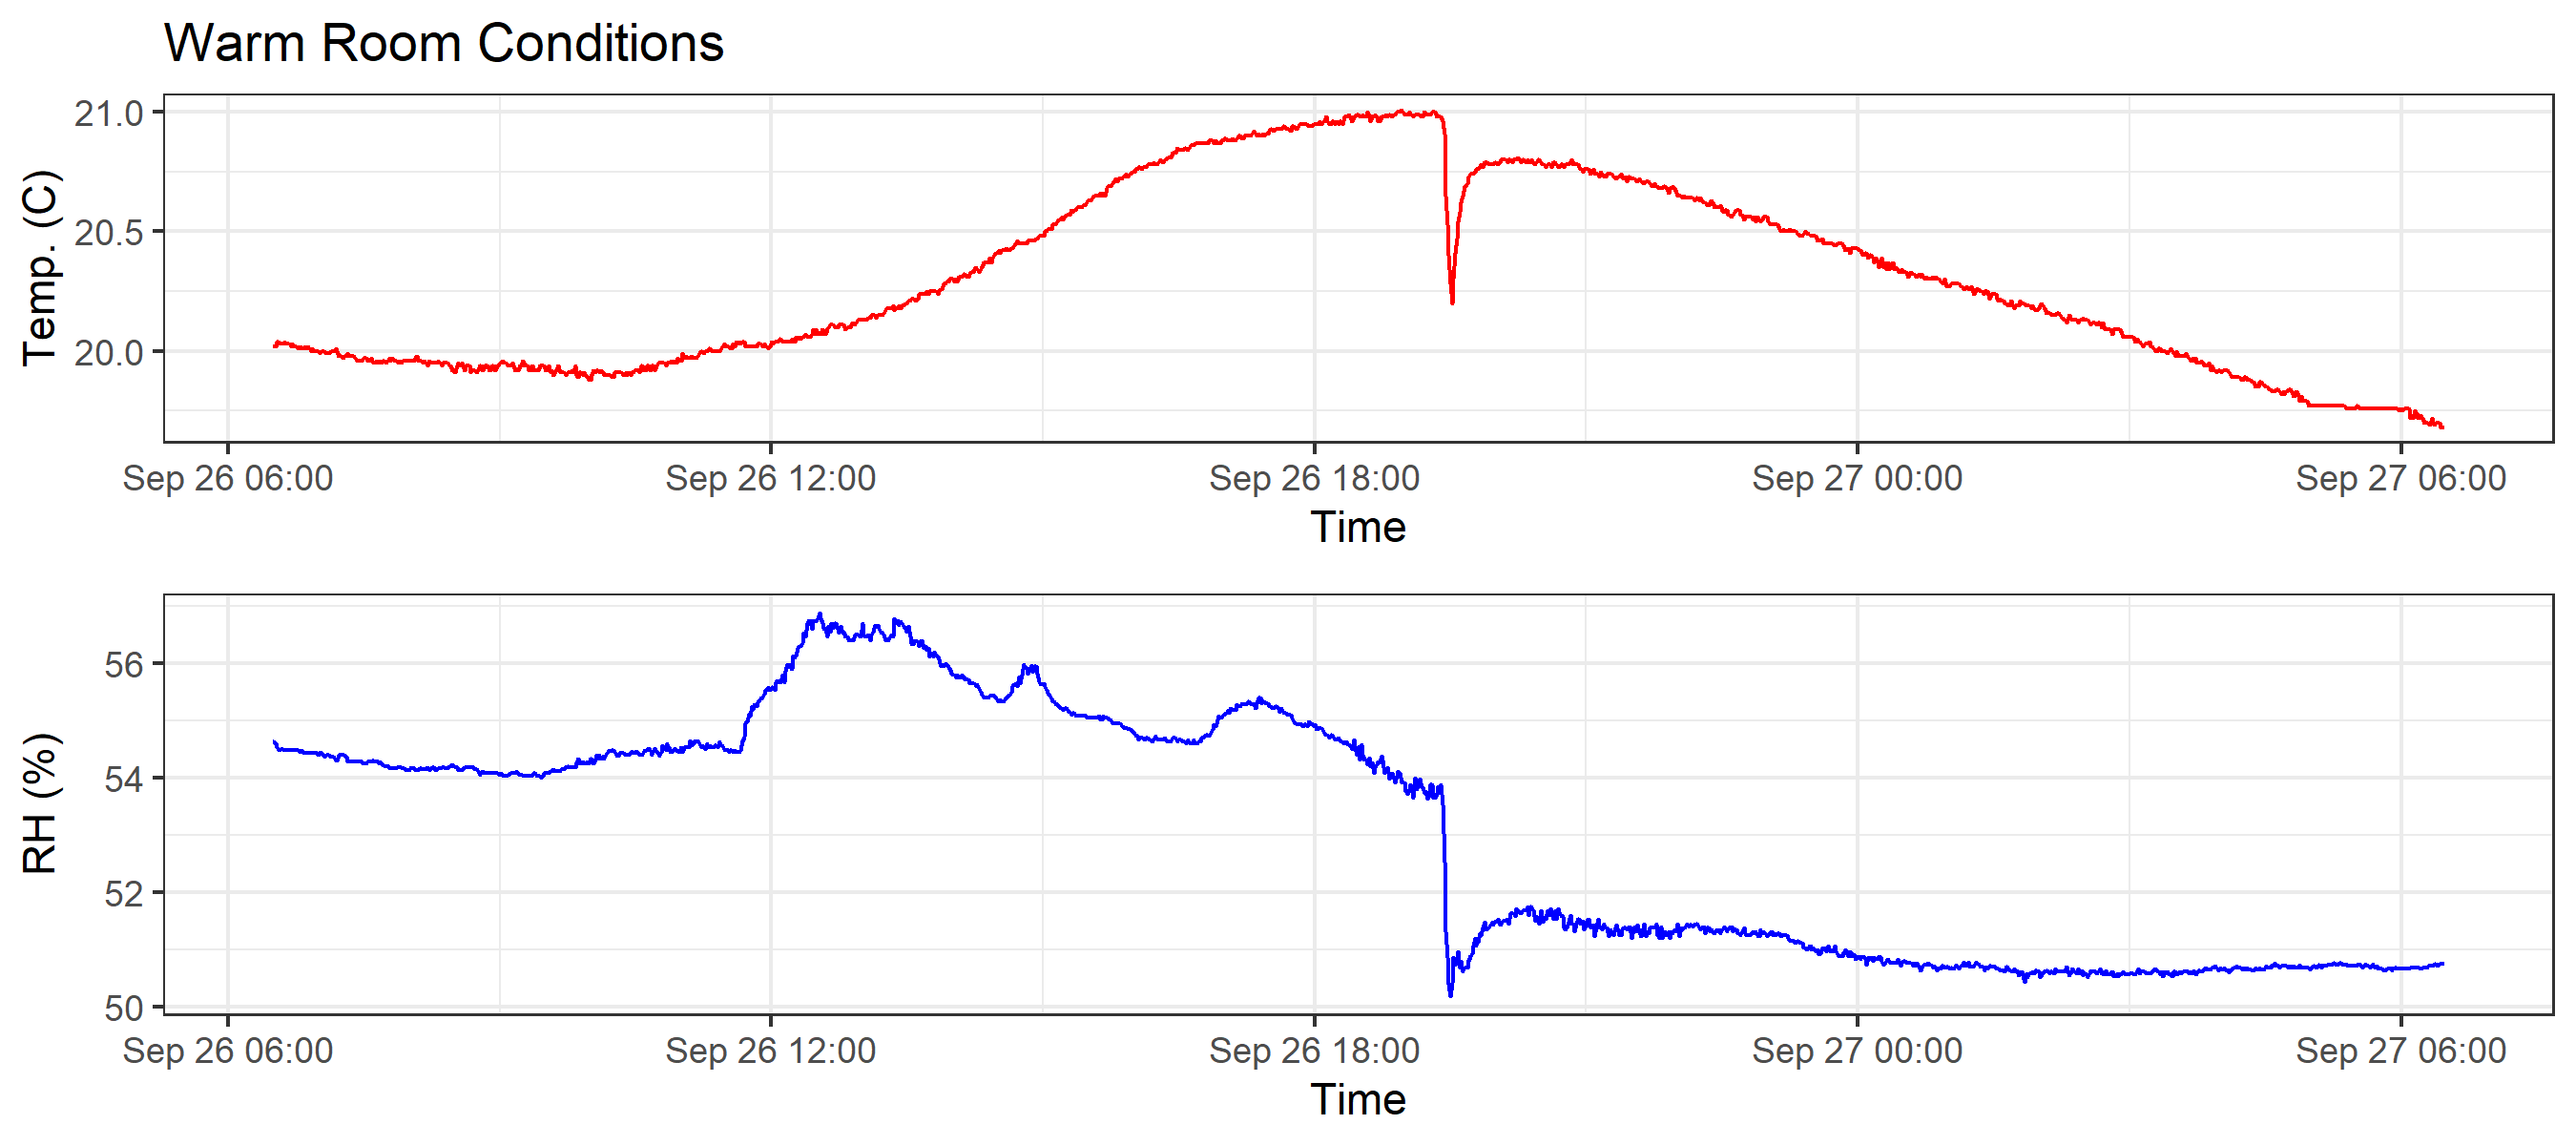 Warm Room Conditions
21.0
20.5
20.0
Temp. (C)
Sep 26 06:00 Sep 26 12:00 Sep 26 18:00 Sep 27 00:00 Sep 27 06:00
Time
56
54
52
50
RH (%)
Sep 26 06:00 Sep 26 12:00 Sep 26 18:00 Sep 27 00:00 Sep 27 06:00
Time